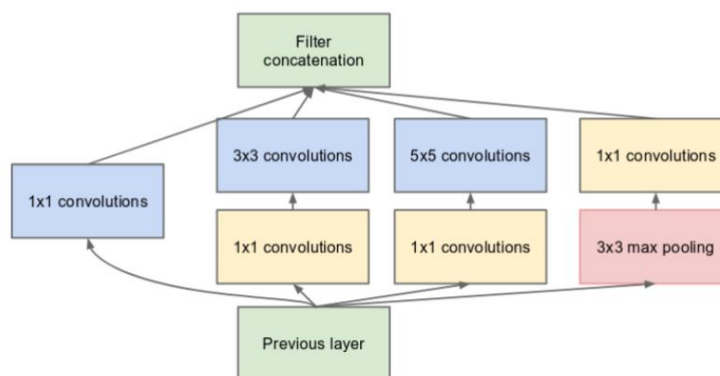 Filter
concatenation
3x3 convolutions
5x5 convolutions
1x1 convolutions
1x1 convolutions
1x1 convolutions
1x1 convolutions
3x3 max pooling
Previous layer